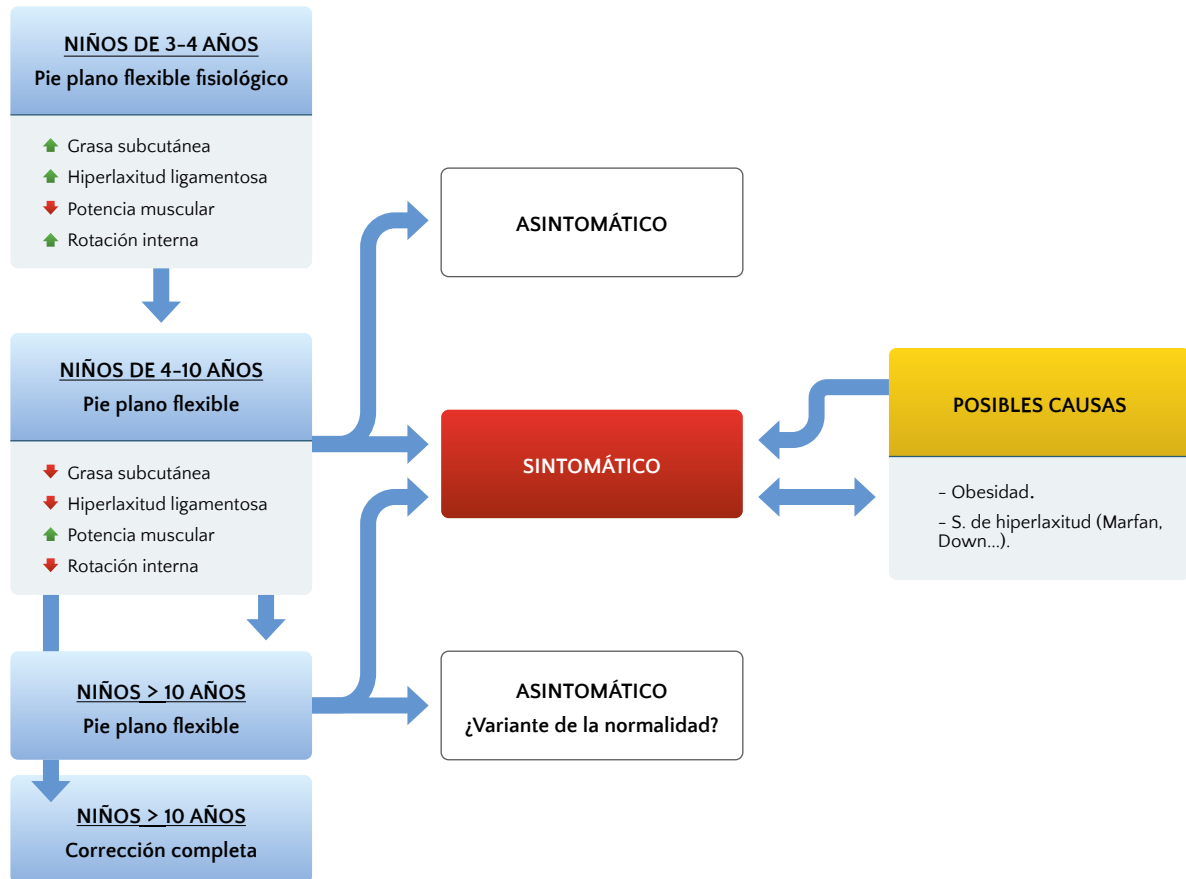 NIÑOS DE 3-4 AÑOS
Pie plano flexible fisiológico
Grasa subcutánea
Hiperlaxitud ligamentosa
Potencia muscular
Rotación interna
NIÑOS DE 4-10 AÑOS
Pie plano flexible
Grasa subcutánea
Hiperlaxitud ligamentosa
Potencia muscular
Rotación interna
NIÑOS > 10 AÑOS
Pie plano flexible
NIÑOS > 10 AÑOS
Corrección completa
ASINTOMÁTICO
SINTOMÁTICO
ASINTOMÁTICO
¿Variante de la normalidad?
POSIBLES CAUSAS
- Obesidad.
- S. de hiperlaxitud (Marfan,
Down...).